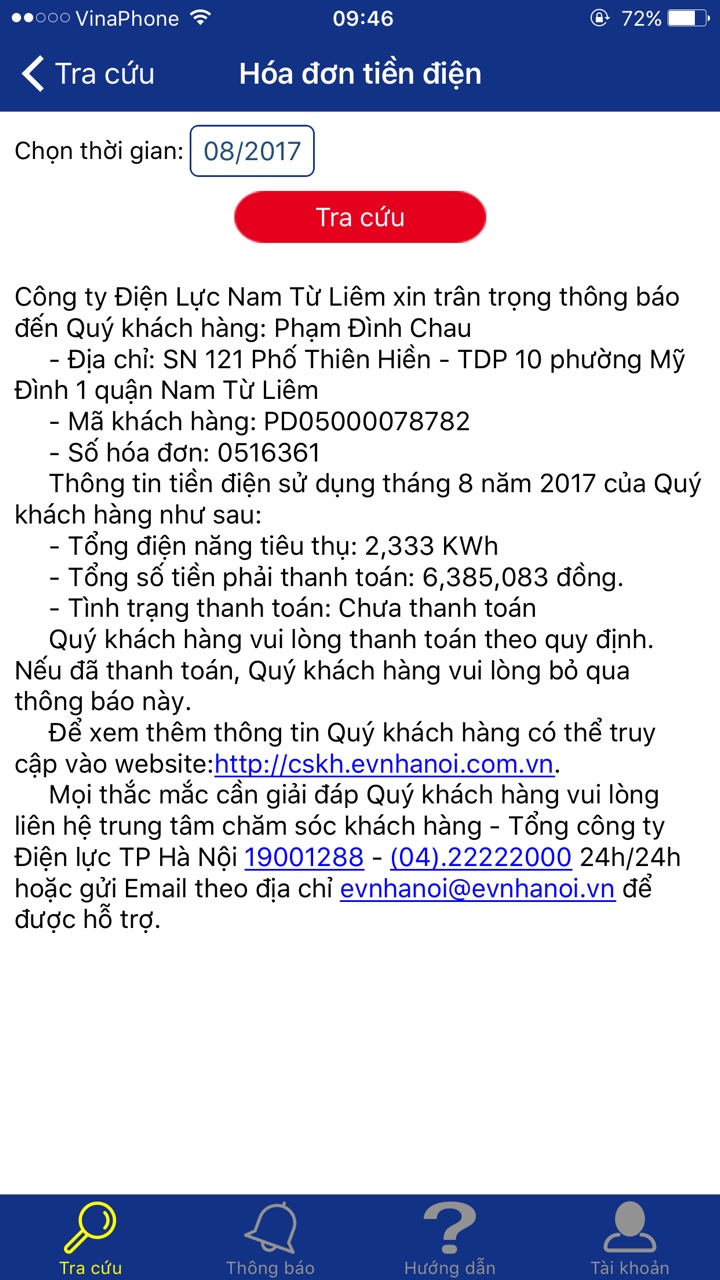 VinaPhone 09:46 72%
Tra cứu Hóa đơn tiền điện
Chọn thời gian: 08/2017
Tra cứu
Công ty Điện Lực Nam Từ Liêm xin trân trọng thông báo
đến Quý khách hàng: Phạm Đình Chau
- Địa chỉ: SN 121 Phố Thiên Hiền - TDP 10 phường Mỹ
Đình 1 quận Nam Từ Liêm
- Mã khách hàng: PD05000078782
- Số hóa đơn: 0516361
Thông tin tiền điện sử dụng tháng 8 năm 2017 của Quý
khách hàng như sau:
- Tổng điện năng tiêu thụ: 2,333 KWh
- Tổng số tiền phải thanh toán: 6,385,083 đồng.
- Tình trạng thanh toán: Chưa thanh toán
Quý khách hàng vui lòng thanh toán theo quy định.
Nếu đã thanh toán, Quý khách hàng vui lòng bỏ qua
thông báo này.
Để xem thêm thông tin Quý khách hàng có thể truy
cập vào website:http://cskh.evnhanoi.com.vn.
Mọi thắc mắc cần giải đáp Quý khách hàng vui lòng
liên hệ trung tâm chăm sóc khách hàng - Tổng công ty
Điện lực TP Hà Nội 19001288 - (04).22222000 24h/24h
hoặc gửi Email theo địa chỉ evnhanoi@evnhanoi.vn để
được hỗ trợ.
Tra cứu Thông báo Hướng dẫn Tài khoản